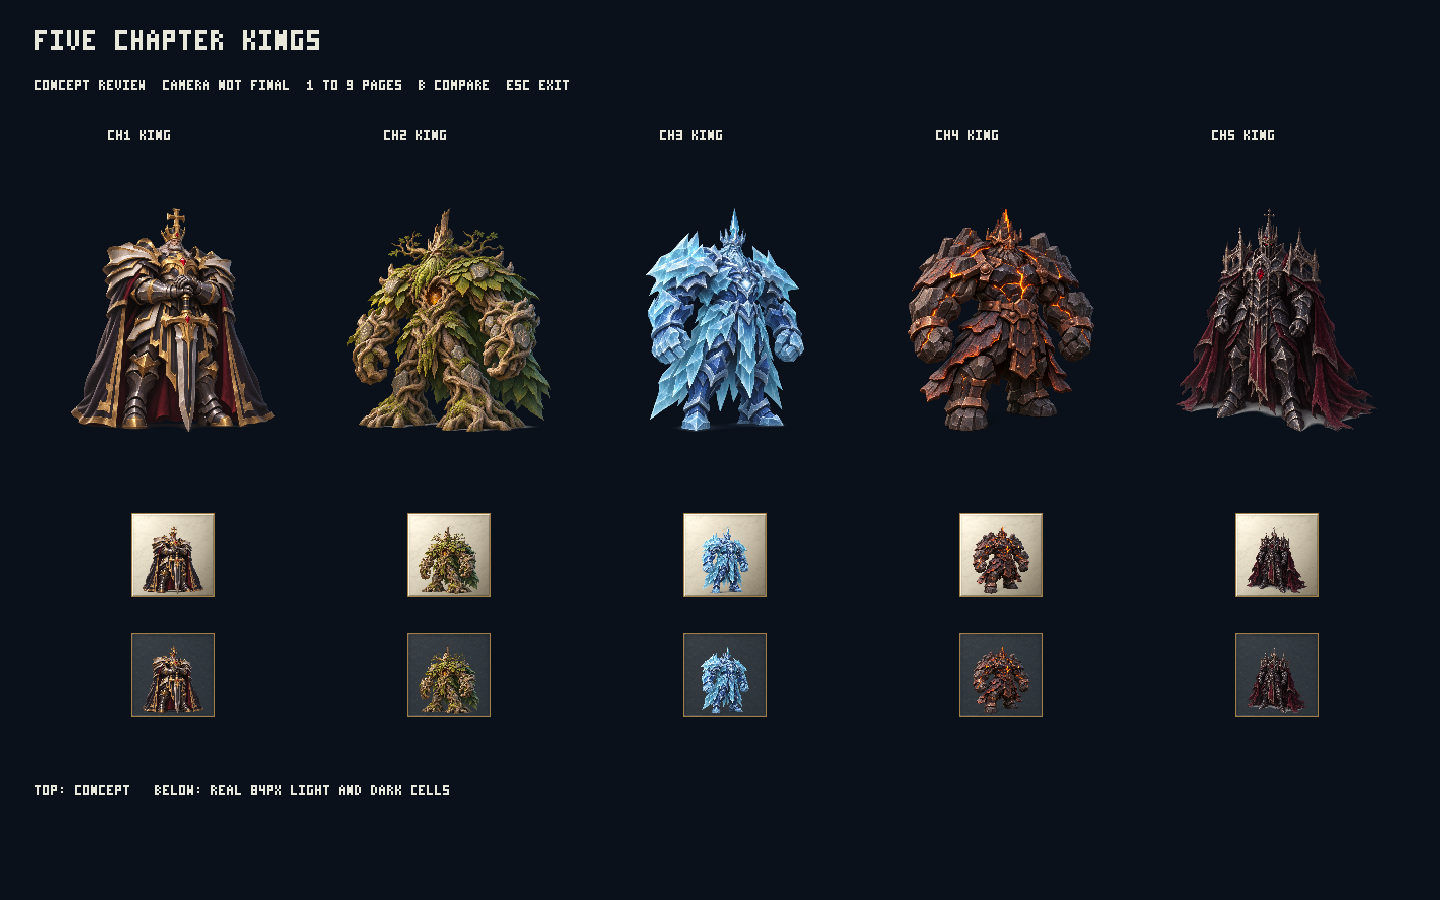 FIVE CHAPTER KINGS
CONCEPT REVIEW  CAMERA NOT FINAL  1 TO 9 PAGES  B COMPARE  ESC EXIT
CH1 KING
CH2 KING
CH3 KING
CH4 KING
CH5 KING
TOP: CONCEPT   BELOW: REAL 84PX LIGHT AND DARK CELLS